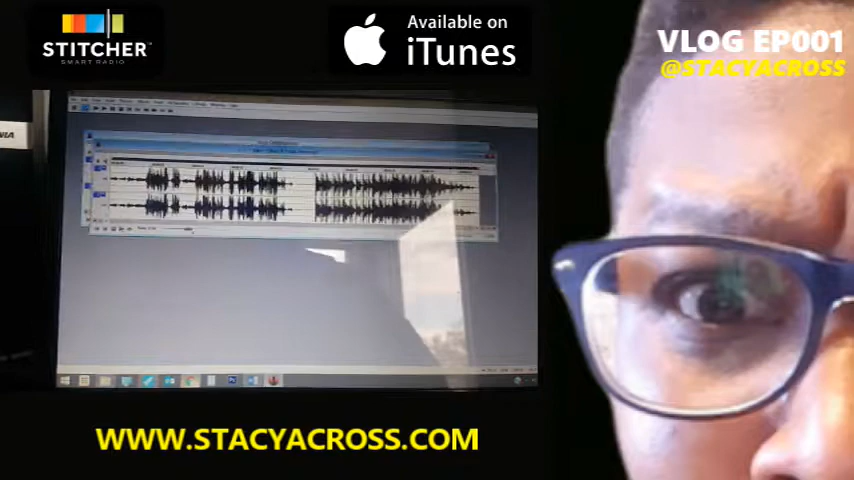 STITCHER
SMART RADIO
Available on
iTunes
VLOG EP001
@STACYACROSS
WWW.STACYACROSS.COM